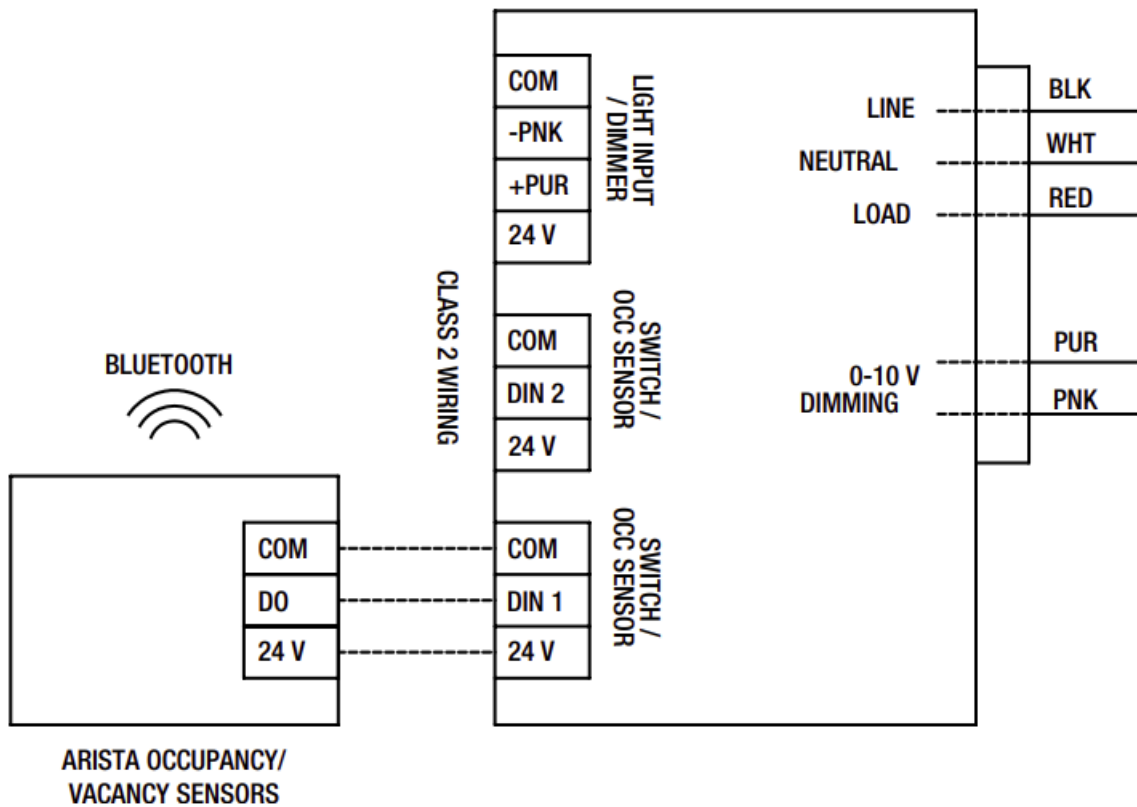 COM
-PNK
+PUR
24 V
LIGHT INPUT
/ DIMMER
COM
DIN 2
24 V
SWITCH /
OCC SENSOR
COM
DIN 1
24 V
SWITCH /
OCC SENSOR
CLASS 2 WIRING
LINE
NEUTRAL
LOAD
0-10 V
DIMMING
BLK
WHT
RED
PUR
PNK
BLUETOOTH
COM
DO
24 V
ARISTA OCCUPANCY/
VACANCY SENSORS